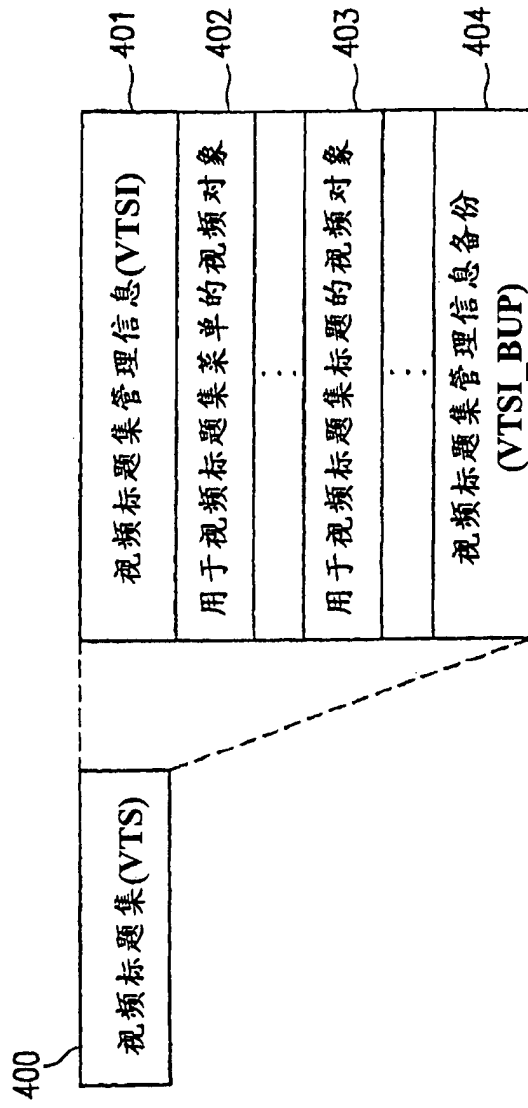 400
视频标题集(VTS)
视频标题集管理信息(VTSI)
401
用于视频标题集菜单的视频对象
402
...
用于视频标题集标题的视频对象
403
...
视频标题集管理信息备份
(VTSI_BUP)
404